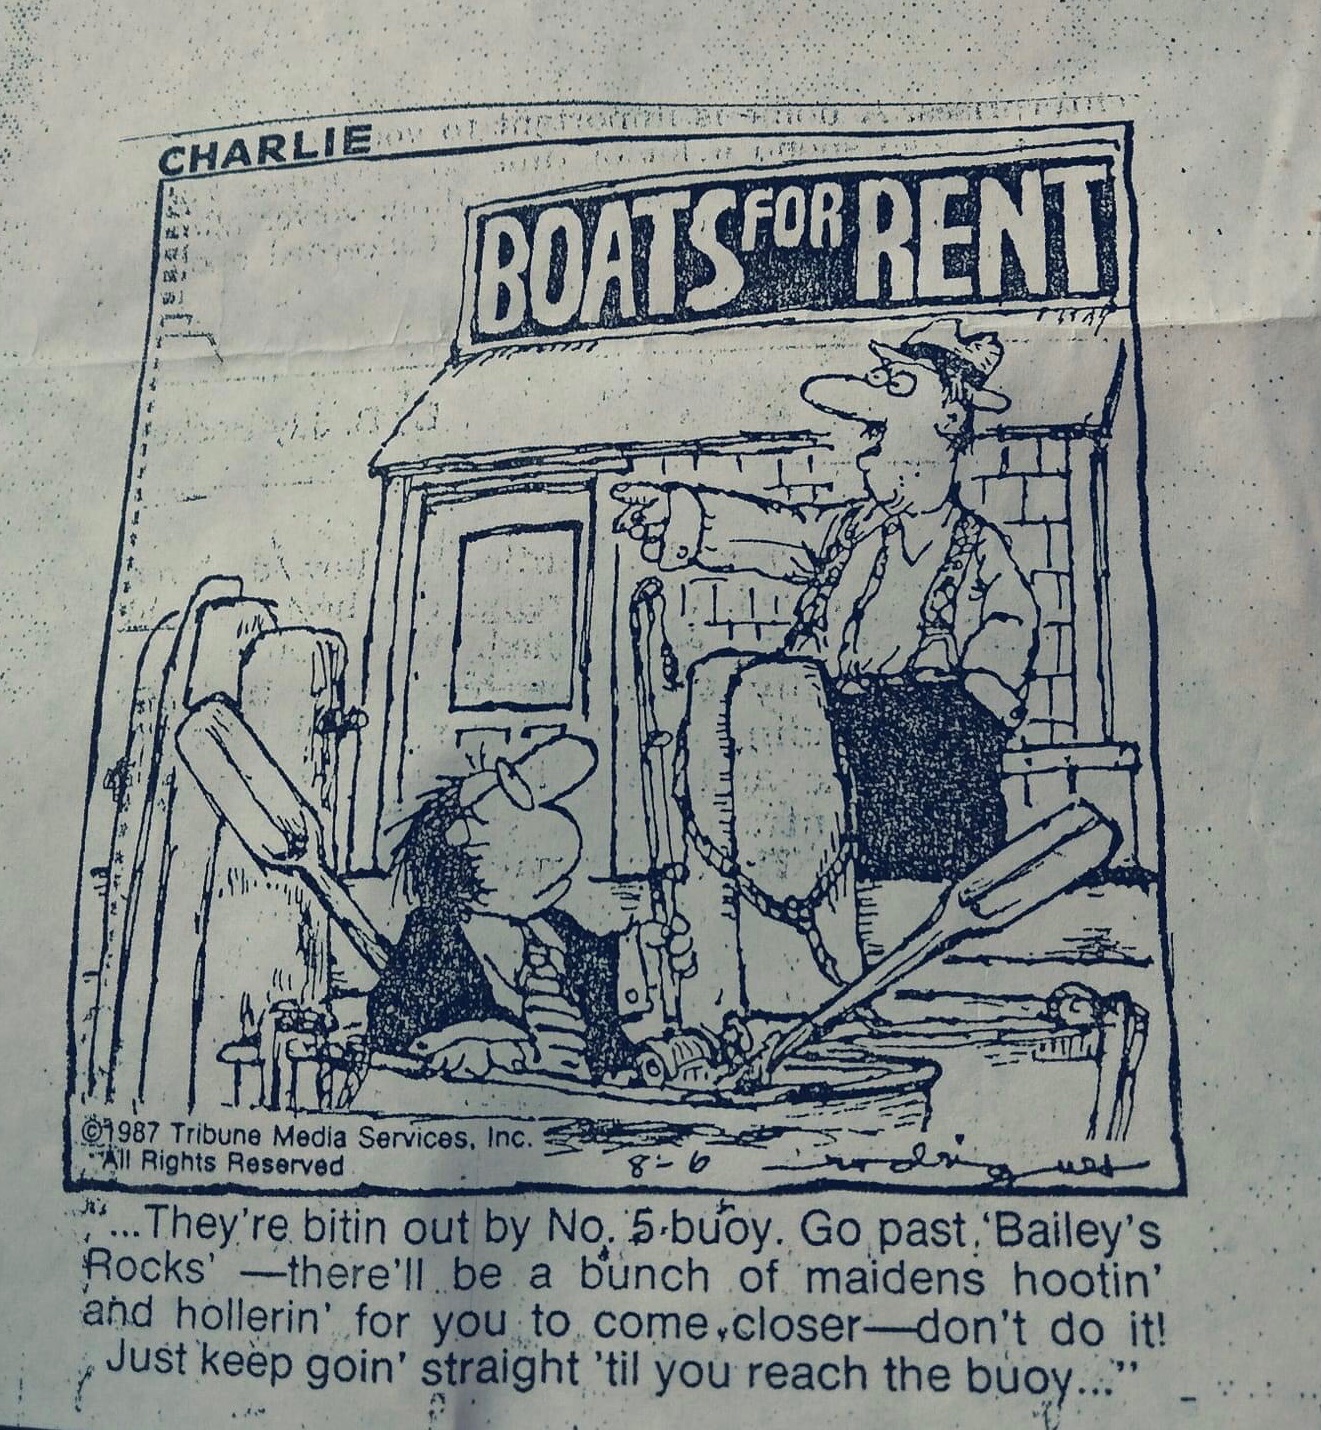 CHARLIE
BOATS FOR RENT
©1987 Tribune Media Services, Inc.
All Rights Reserved
8-6 rodrigues
"...They're bitin out by No. 5 buoy. Go past 'Bailey's
Rocks' —there'll be a bunch of maidens hootin'
and hollerin' for you to come closer—don't do it!
Just keep goin' straight 'til you reach the buoy..."